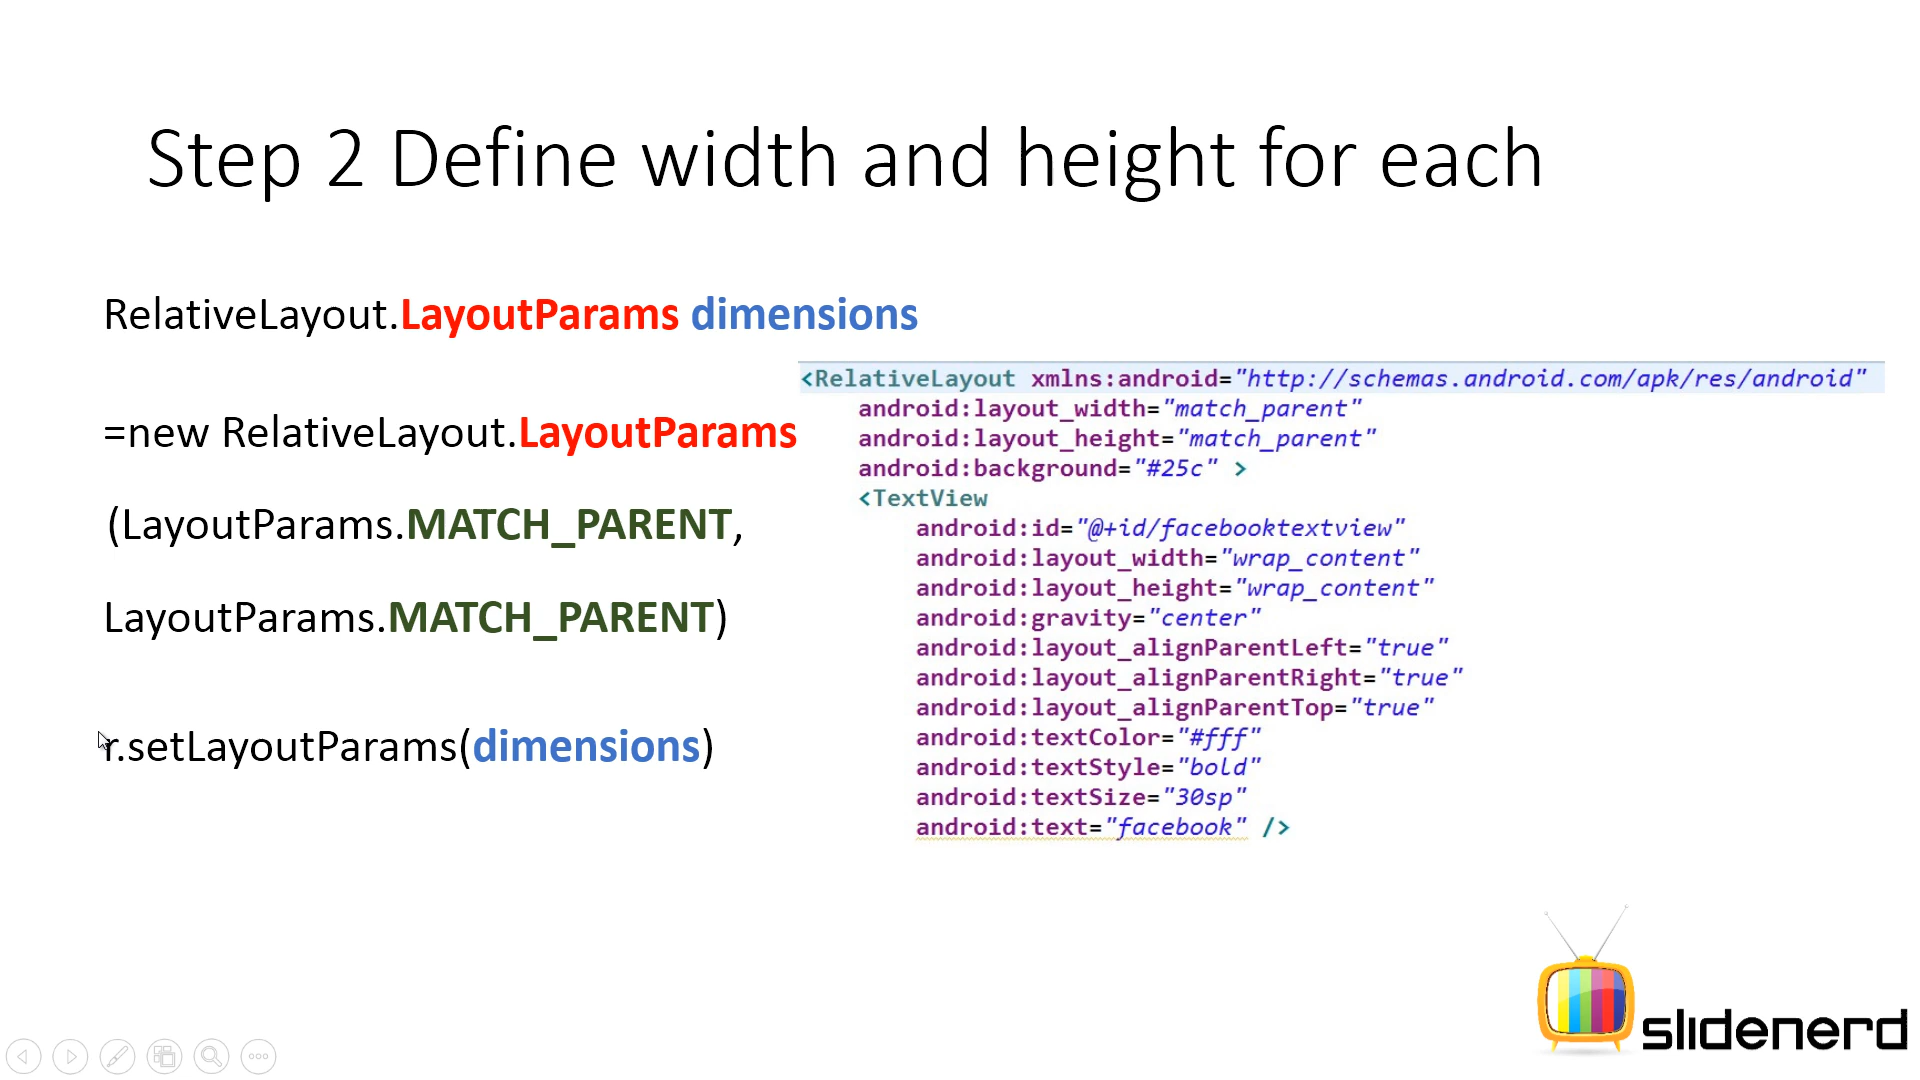 Step 2 Define width and height for each
RelativeLayout.LayoutParams dimensions
=new RelativeLayout.LayoutParams
(LayoutParams.MATCH_PARENT,
LayoutParams.MATCH_PARENT)
r.setLayoutParams(dimensions)
<RelativeLayout xmlns:android="http://schemas.android.com/apk/res/android"
android:layout_width="match_parent"
android:layout_height="match_parent"
android:background="#25c" >
<TextView
android:id="@+id/facebooktextview"
android:layout_width="wrap_content"
android:layout_height="wrap_content"
android:gravity="center"
android:layout_alignParentLeft="true"
android:layout_alignParentRight="true"
android:layout_alignParentTop="true"
android:textColor="#fff"
android:textStyle="bold"
android:textSize="30sp"
android:text="facebook" />
slidenerd